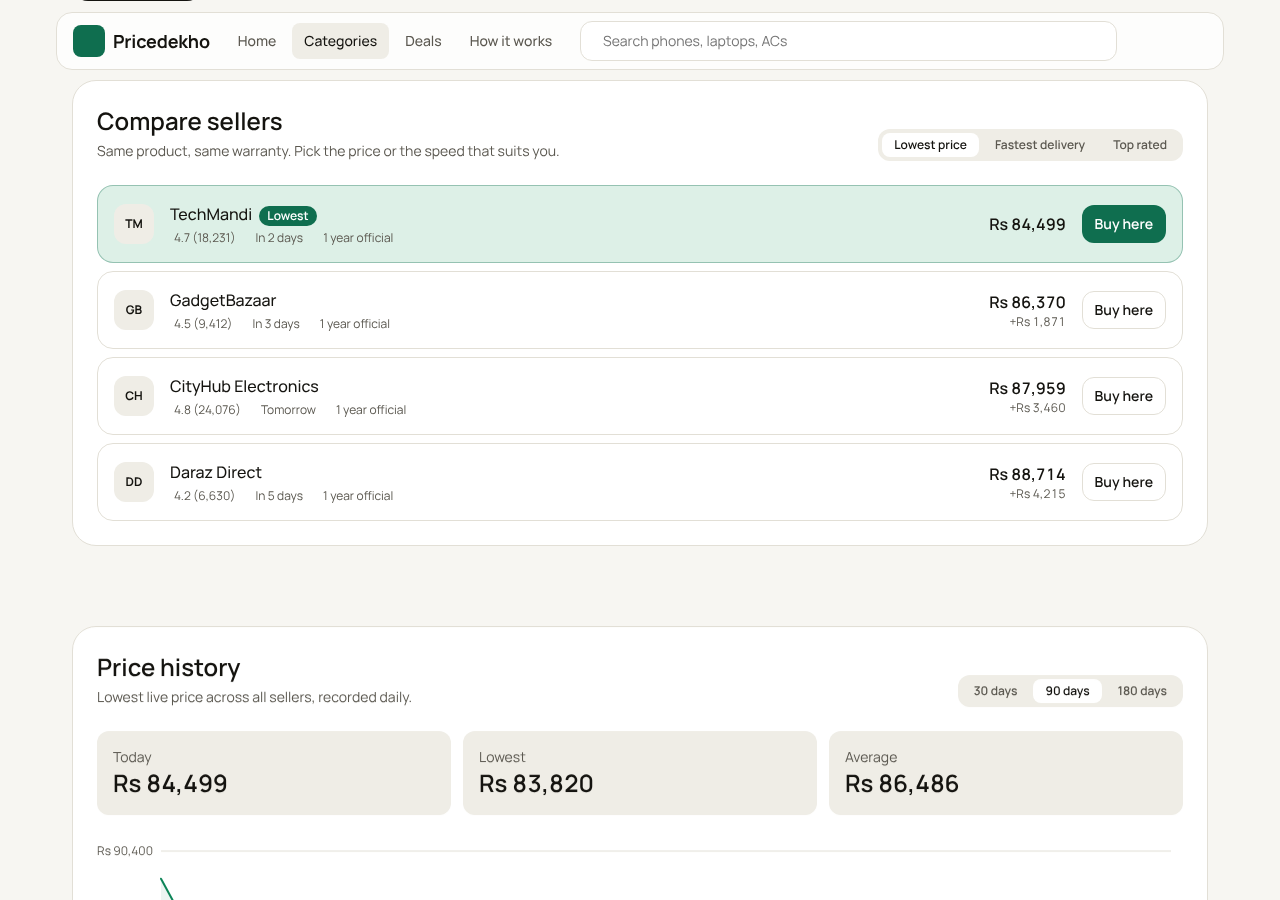 Pricedekho
Home
Categories
Deals
How it works
Search phones, laptops, ACs
Compare sellers
Same product, same warranty. Pick the price or the speed that suits you.
Lowest price
Fastest delivery
Top rated
TM
TechMandi
Lowest
4.7 (18,231)
In 2 days
1 year official
Rs 84,499
Buy here
GB
GadgetBazaar
4.5 (9,412)
In 3 days
1 year official
Rs 86,370
+Rs 1,871
Buy here
CH
CityHub Electronics
4.8 (24,076)
Tomorrow
1 year official
Rs 87,959
+Rs 3,460
Buy here
DD
Daraz Direct
4.2 (6,630)
In 5 days
1 year official
Rs 88,714
+Rs 4,215
Buy here
Price history
Lowest live price across all sellers, recorded daily.
30 days
90 days
180 days
Today
Rs 84,499
Lowest
Rs 83,820
Average
Rs 86,486
Rs 90,400